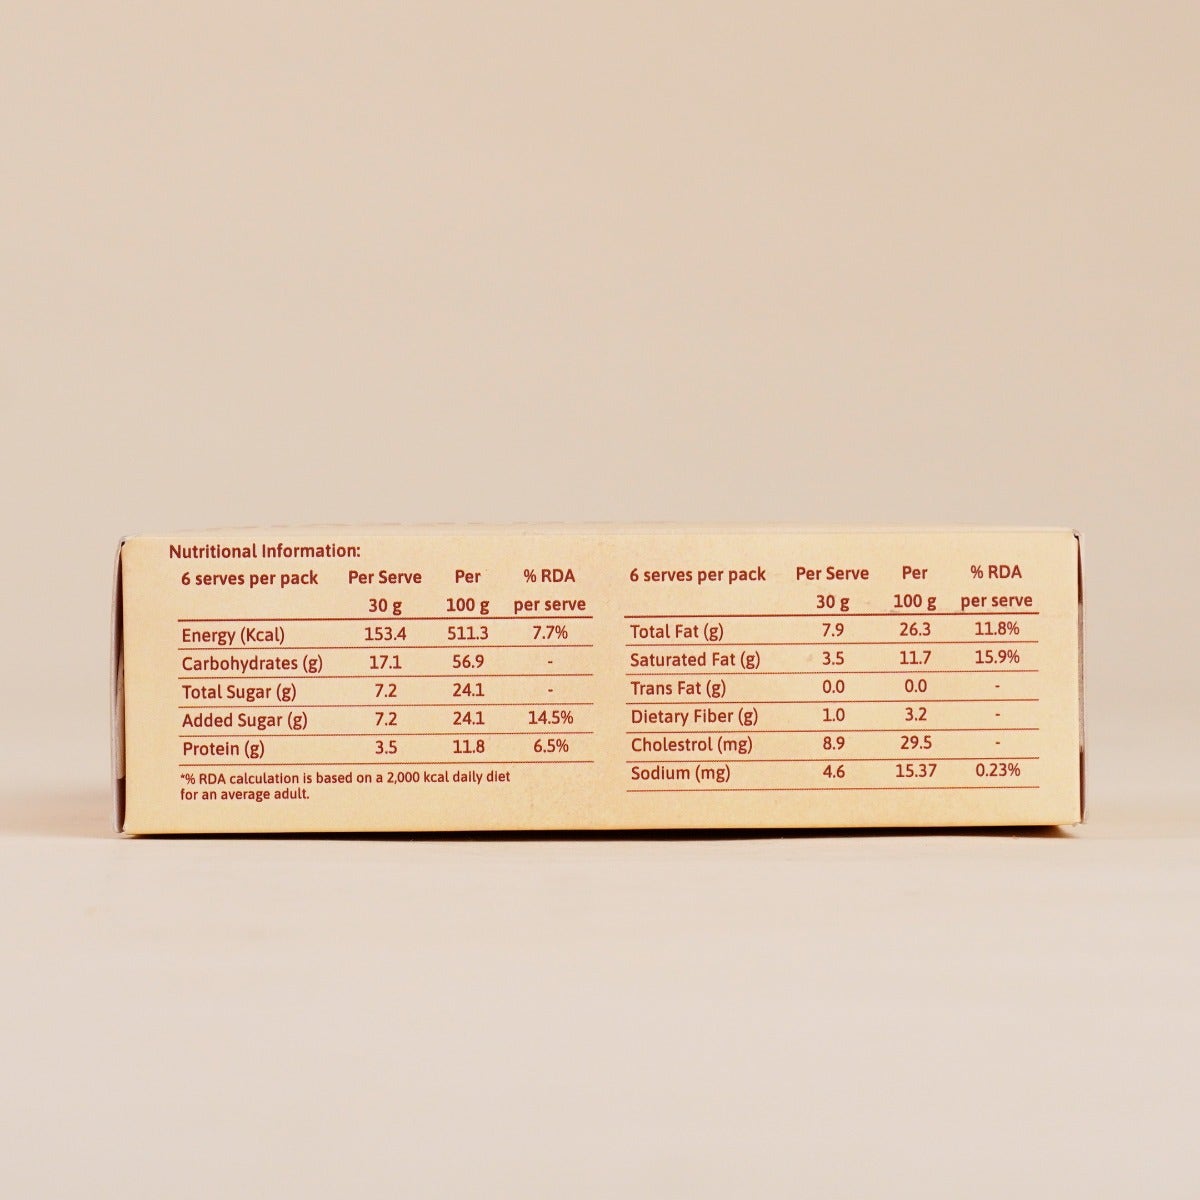 Nutritional Information:
6 serves per pack Per Serve Per % RDA
30 g 100 g per serve
Energy (Kcal) 153.4 511.3 7.7%
Carbohydrates (g) 17.1 56.9 -
Total Sugar (g) 7.2 24.1 -
Added Sugar (g) 7.2 24.1 14.5%
Protein (g) 3.5 11.8 6.5%
*% RDA calculation is based on a 2,000 kcal daily diet
for an average adult.
6 serves per pack Per Serve Per % RDA
30 g 100 g per serve
Total Fat (g) 7.9 26.3 11.8%
Saturated Fat (g) 3.5 11.7 15.9%
Trans Fat (g) 0.0 0.0 -
Dietary Fiber (g) 1.0 3.2 -
Cholestrol (mg) 8.9 29.5 -
Sodium (mg) 4.6 15.37 0.23%